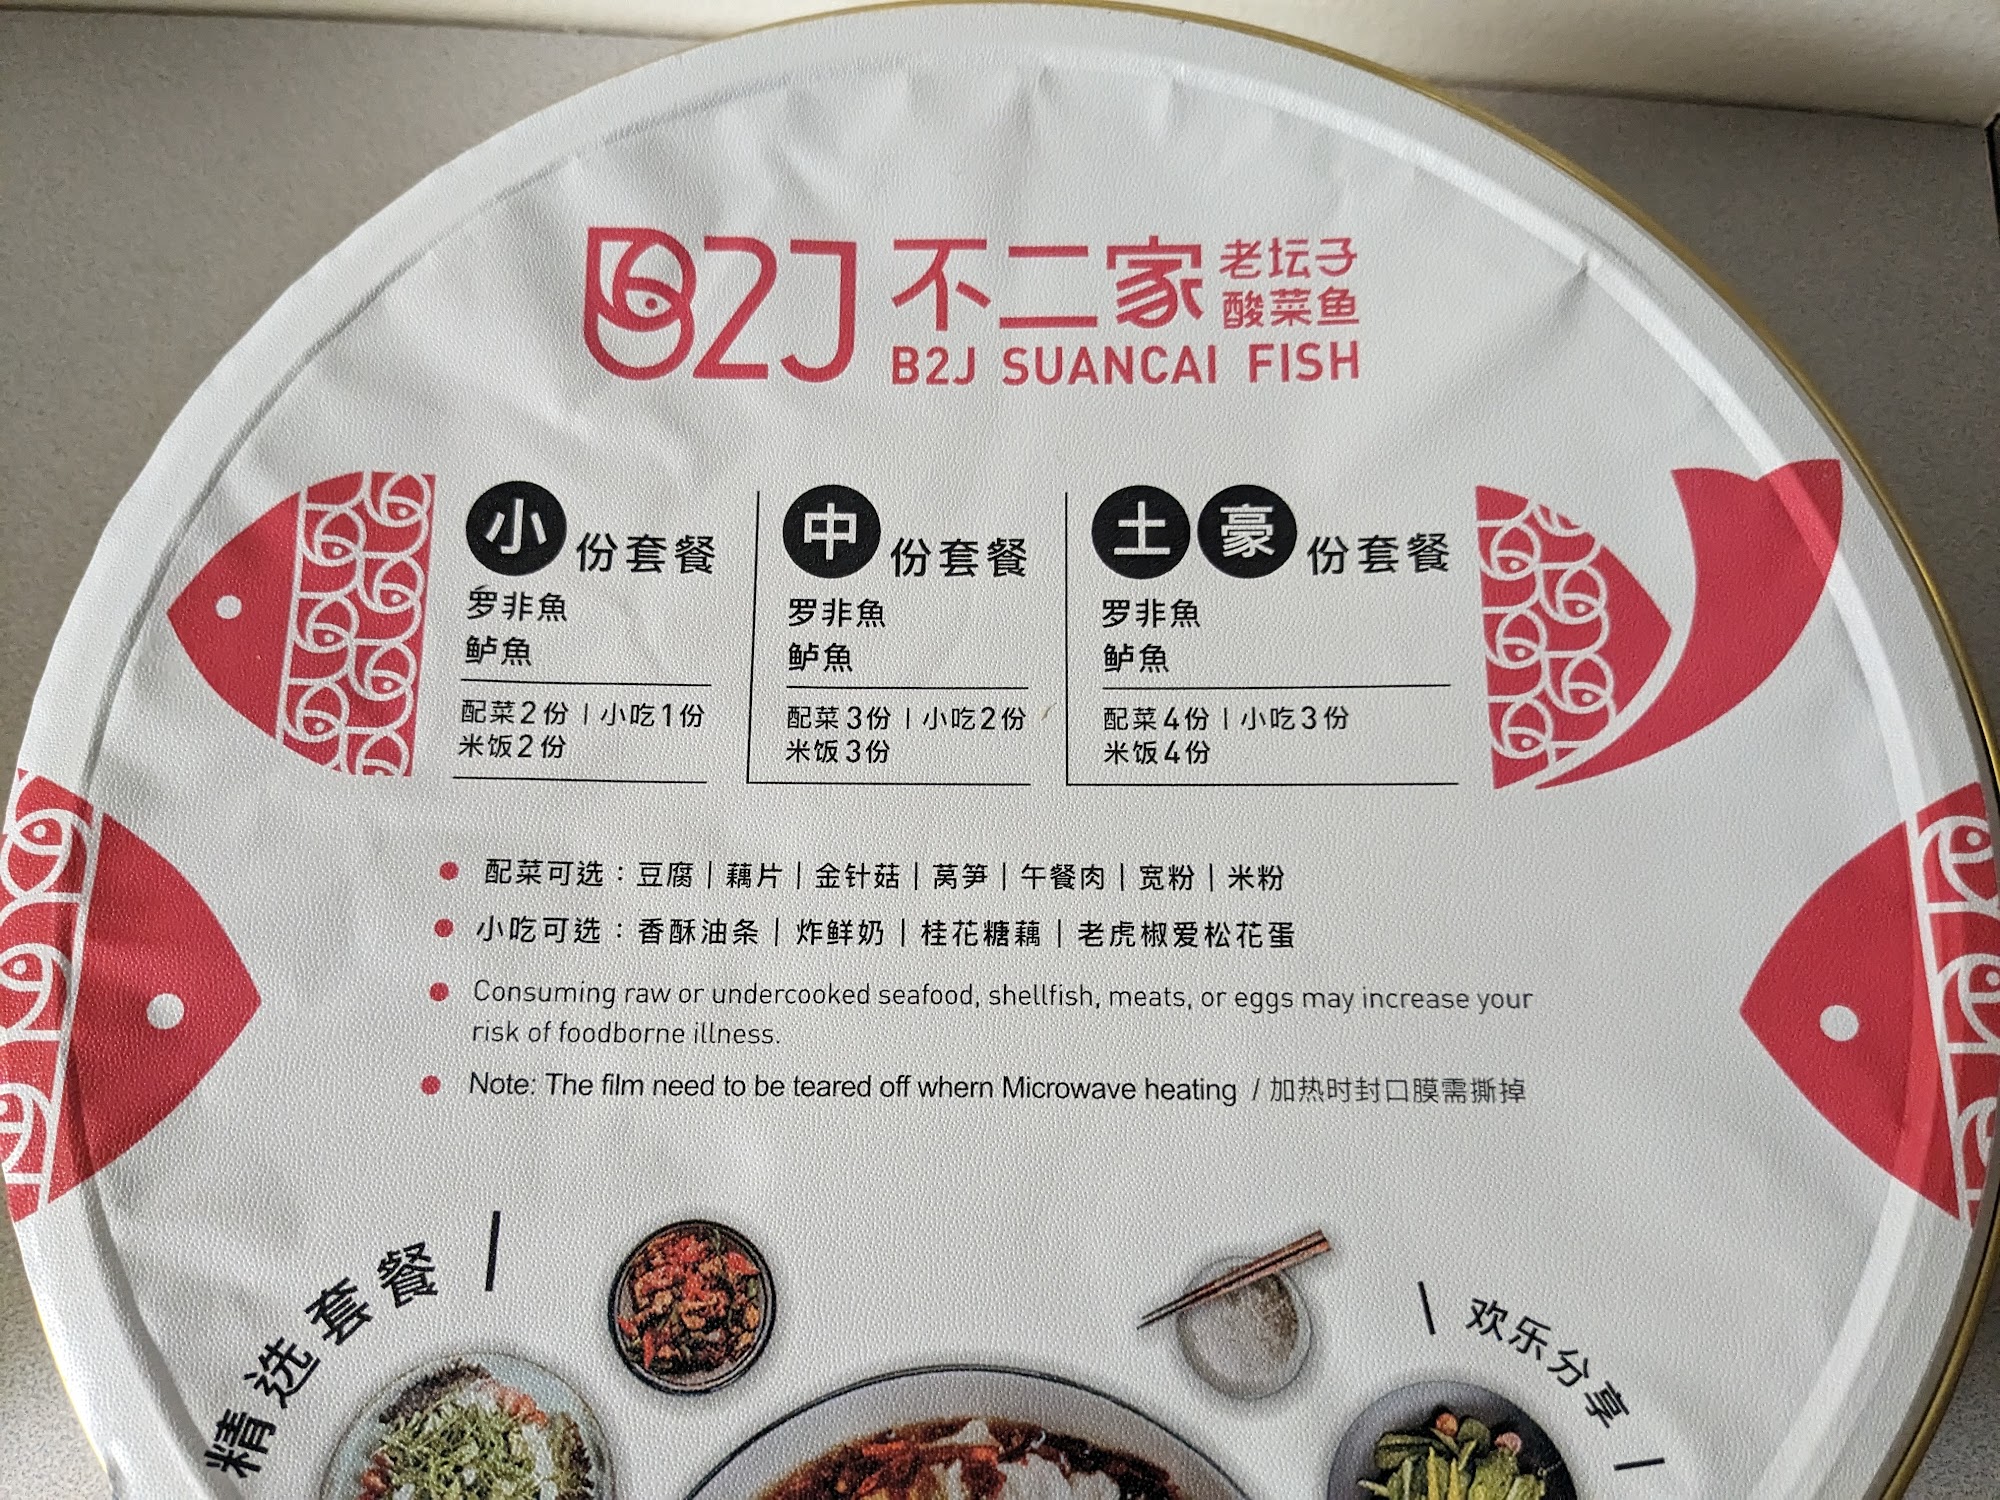 B2J 不二家 老坛子
酸菜鱼
B2J SUANCAI FISH
小份套餐
罗非魚
鲈魚
配菜2份 | 小吃1份
米饭2份
中份套餐
罗非魚
鲈魚
配菜3份 | 小吃2份
米饭3份
土豪份套餐
罗非魚
鲈魚
配菜4份 | 小吃3份
米饭4份
● 配菜可选：豆腐 | 藕片 | 金针菇 | 莴笋 | 午餐肉 | 宽粉 | 米粉
● 小吃可选：香酥油条 | 炸鲜奶 | 桂花糖藕 | 老虎椒爱松花蛋
● Consuming raw or undercooked seafood, shellfish, meats, or eggs may increase your
risk of foodborne illness.
● Note: The film need to be teared off whern Microwave heating / 加热时封口膜需撕掉
精选套餐 /
\ 欢乐分享 /